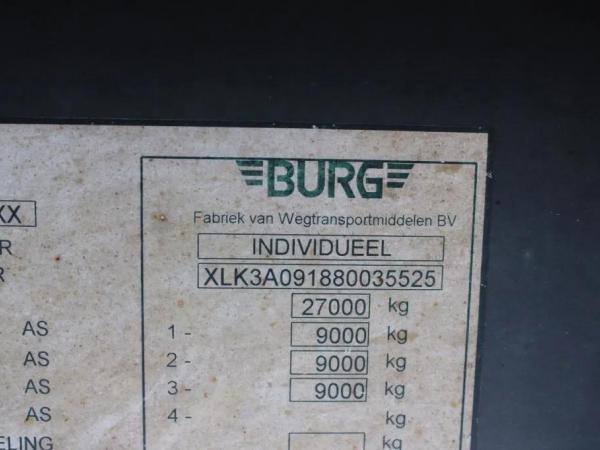 BURG
Fabriek van Wegtransportmiddelen BV
XX
INDIVIDUEEL
R
XLK3A091880035525
R
27000 kg
AS 1 - 9000 kg
AS 2 - 9000 kg
AS 3 - 9000 kg
AS 4 - kg
ELING kg